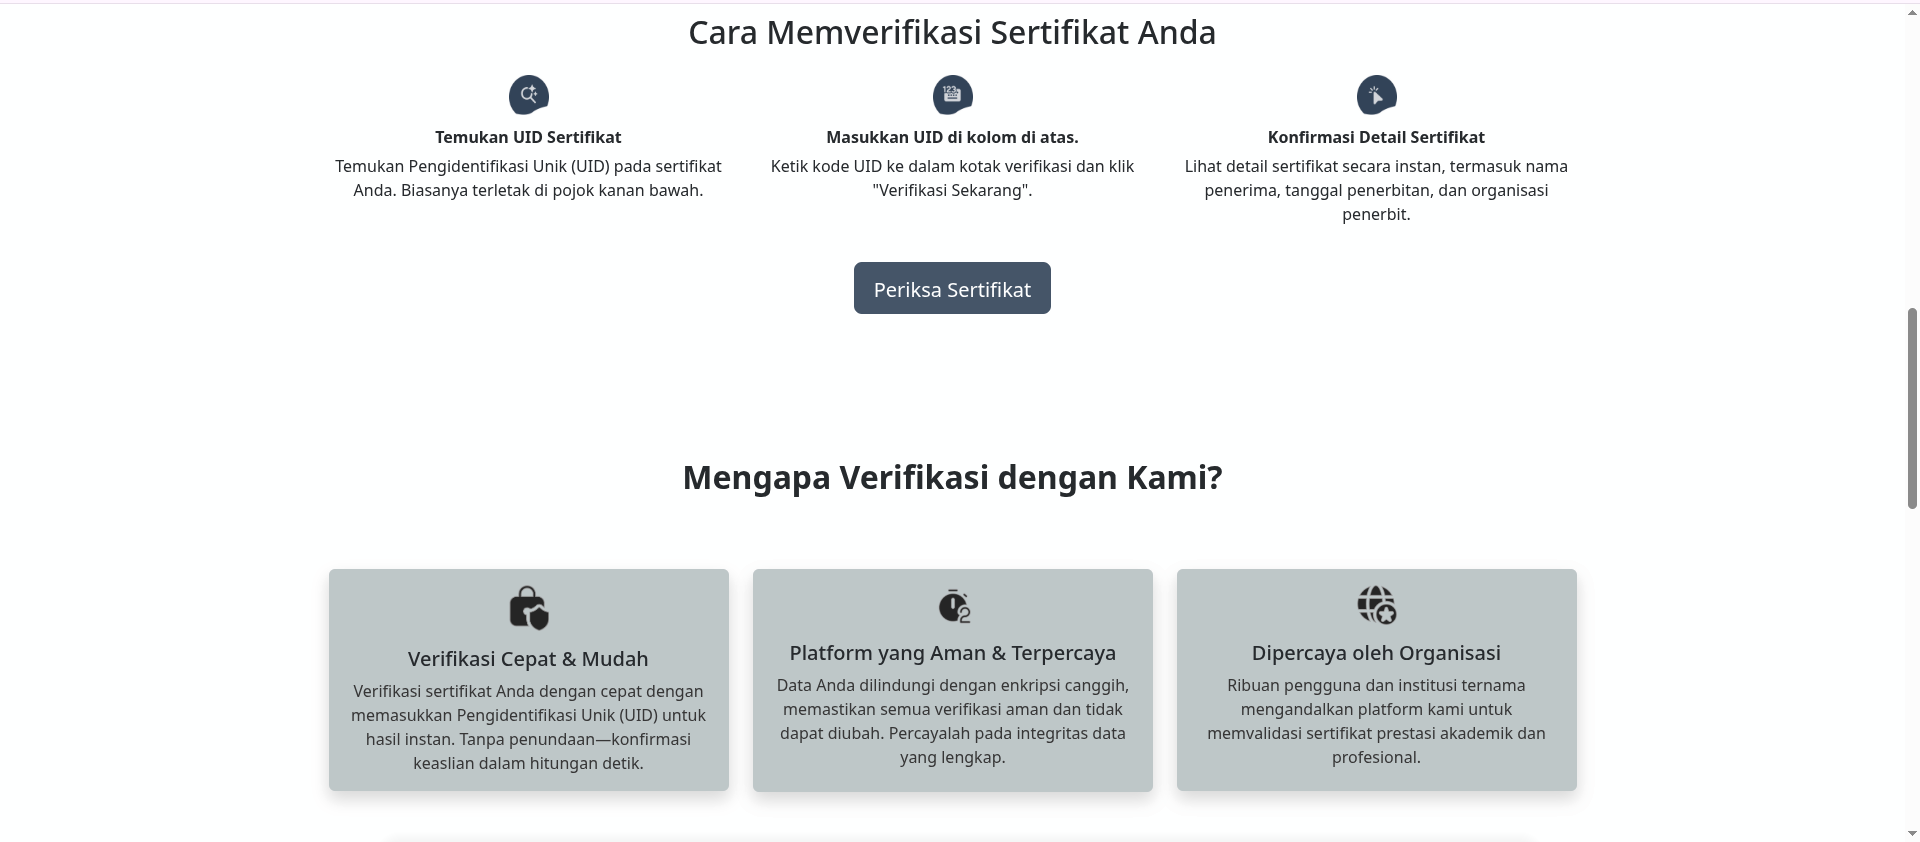 Cara Memverifikasi Sertifikat Anda
Temukan UID Sertifikat
Temukan Pengidentifikasi Unik (UID) pada sertifikat
Anda. Biasanya terletak di pojok kanan bawah.
Masukkan UID di kolom di atas.
Ketik kode UID ke dalam kotak verifikasi dan klik
"Verifikasi Sekarang".
Konfirmasi Detail Sertifikat
Lihat detail sertifikat secara instan, termasuk nama
penerima, tanggal penerbitan, dan organisasi
penerbit.
Periksa Sertifikat
Mengapa Verifikasi dengan Kami?
Verifikasi Cepat & Mudah
Verifikasi sertifikat Anda dengan cepat dengan
memasukkan Pengidentifikasi Unik (UID) untuk
hasil instan. Tanpa penundaan—konfirmasi
keaslian dalam hitungan detik.
Platform yang Aman & Terpercaya
Data Anda dilindungi dengan enkripsi canggih,
memastikan semua verifikasi aman dan tidak
dapat diubah. Percayalah pada integritas data
yang lengkap.
Dipercaya oleh Organisasi
Ribuan pengguna dan institusi ternama
mengandalkan platform kami untuk
memvalidasi sertifikat prestasi akademik dan
profesional.